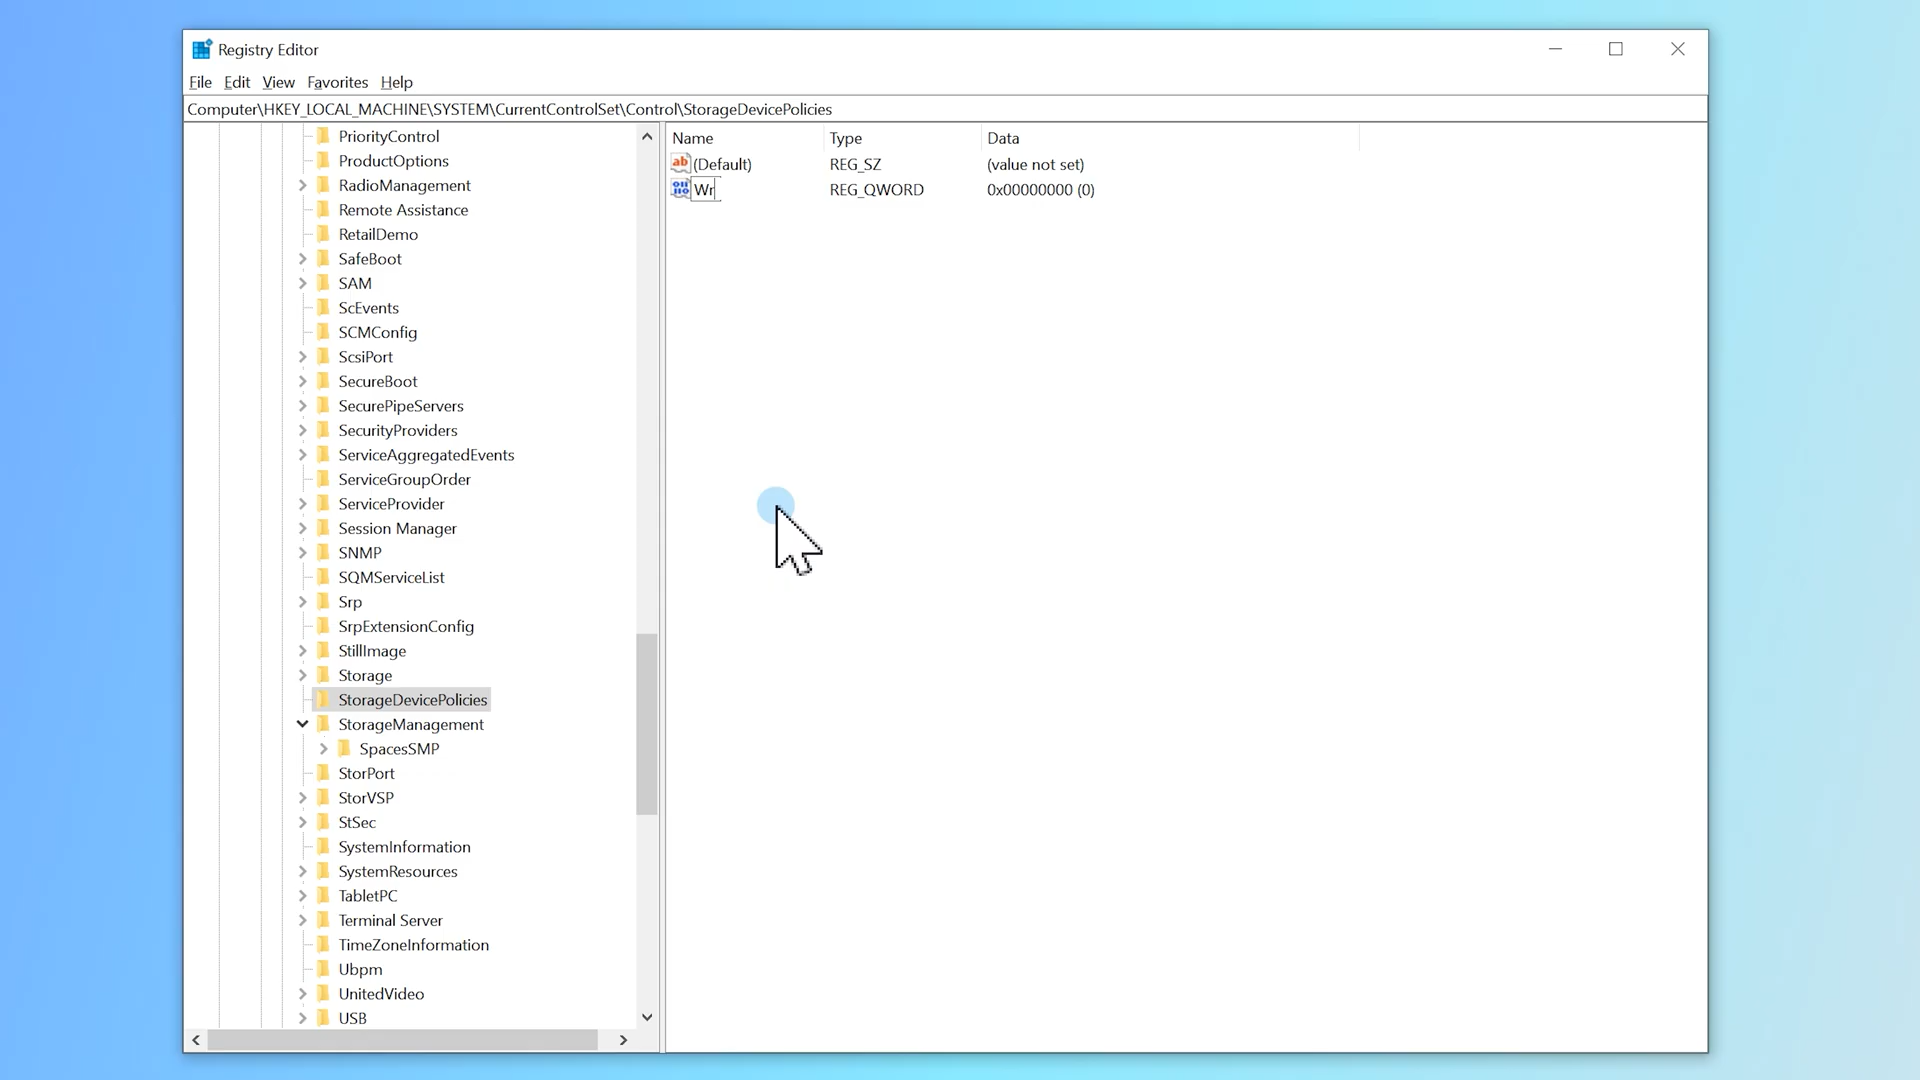 Registry Editor
File Edit View Favorites Help
Computer\HKEY_LOCAL_MACHINE\SYSTEM\CurrentControlSet\Control\StorageDevicePolicies
PriorityControl
ProductOptions
RadioManagement
Remote Assistance
RetailDemo
SafeBoot
SAM
ScEvents
SCMConfig
ScsiPort
SecureBoot
SecurePipeServers
SecurityProviders
ServiceAggregatedEvents
ServiceGroupOrder
ServiceProvider
Session Manager
SNMP
SQMServiceList
Srp
SrpExtensionConfig
StillImage
Storage
StorageDevicePolicies
StorageManagement
SpacesSMP
StorPort
StorVSP
StSec
SystemInformation
SystemResources
TabletPC
Terminal Server
TimeZoneInformation
Ubpm
UnitedVideo
USB
Name Type Data
(Default) REG_SZ (value not set)
Wr REG_QWORD 0x00000000 (0)